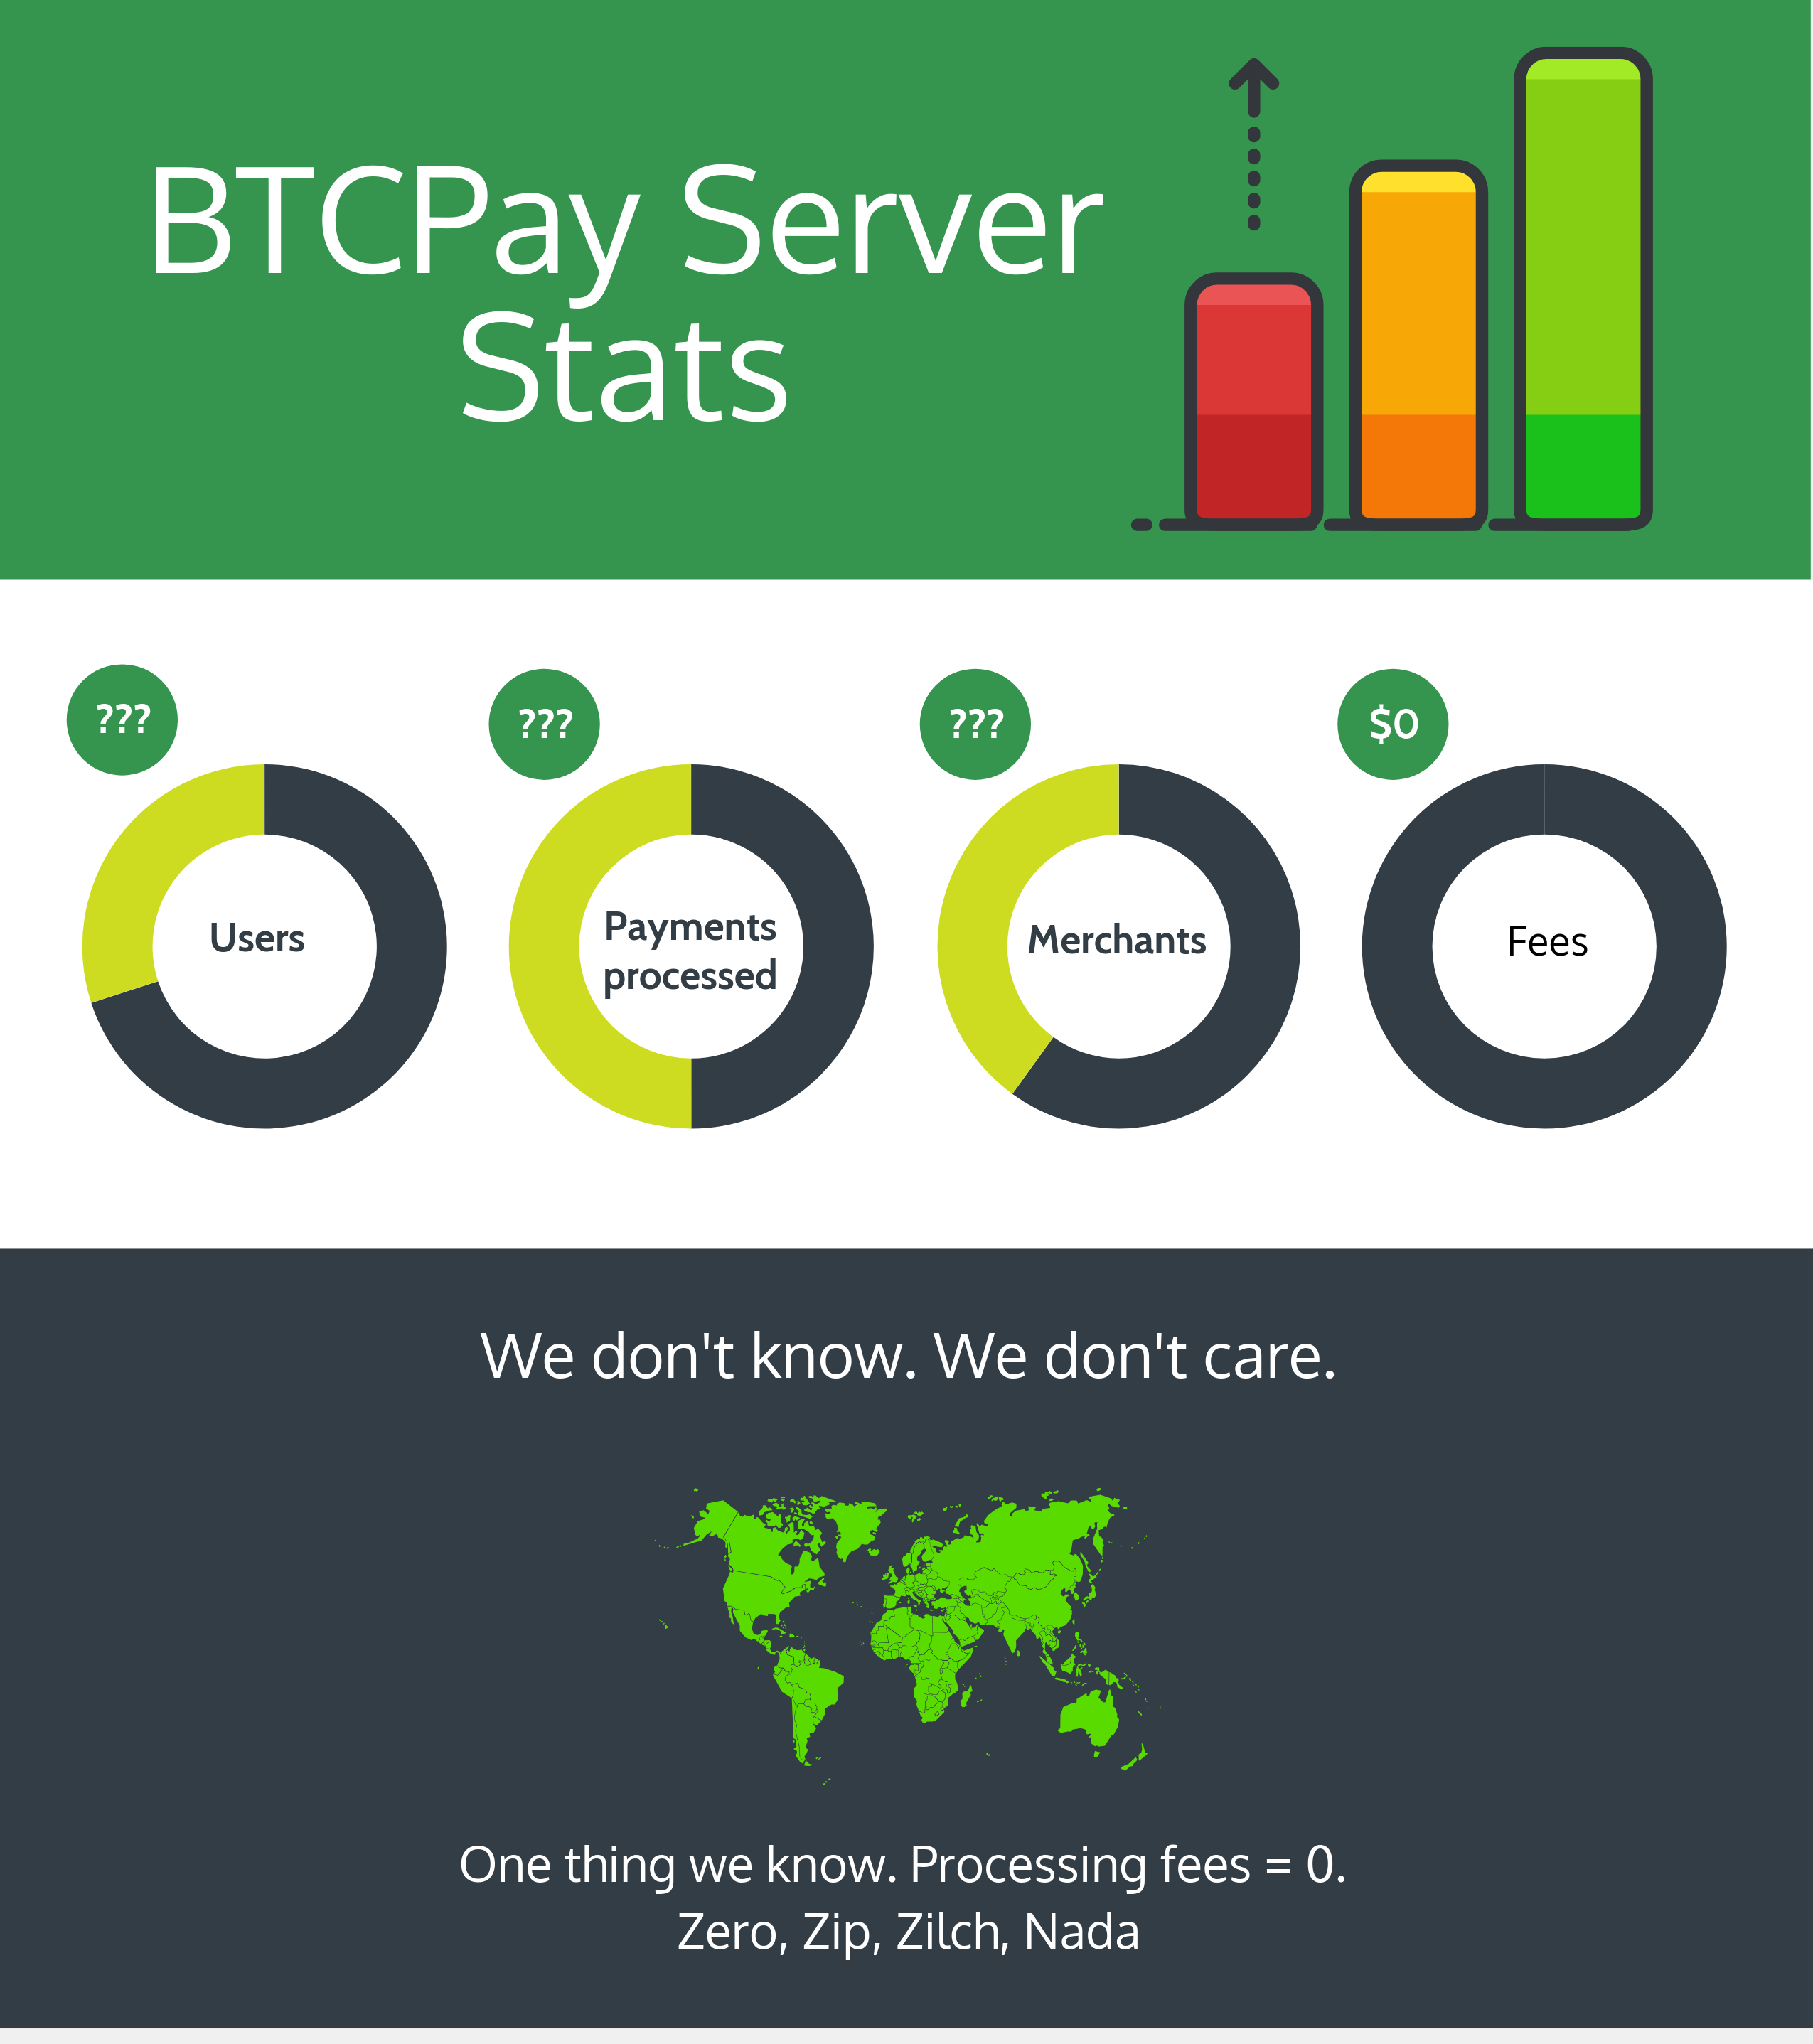 BTCPay Server
Stats
???
???
???
$0
Users
Payments
processed
Merchants
Fees
We don't know. We don't care.
One thing we know. Processing fees = 0.
Zero, Zip, Zilch, Nada